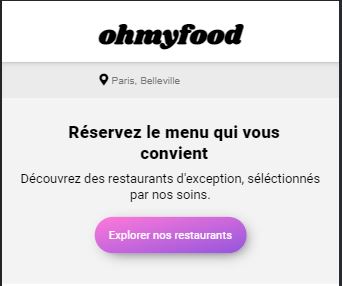 ohmyfood
Paris, Belleville
Réservez le menu qui vous
convient
Découvrez des restaurants d'exception, séléctionnés
par nos soins.
Explorer nos restaurants